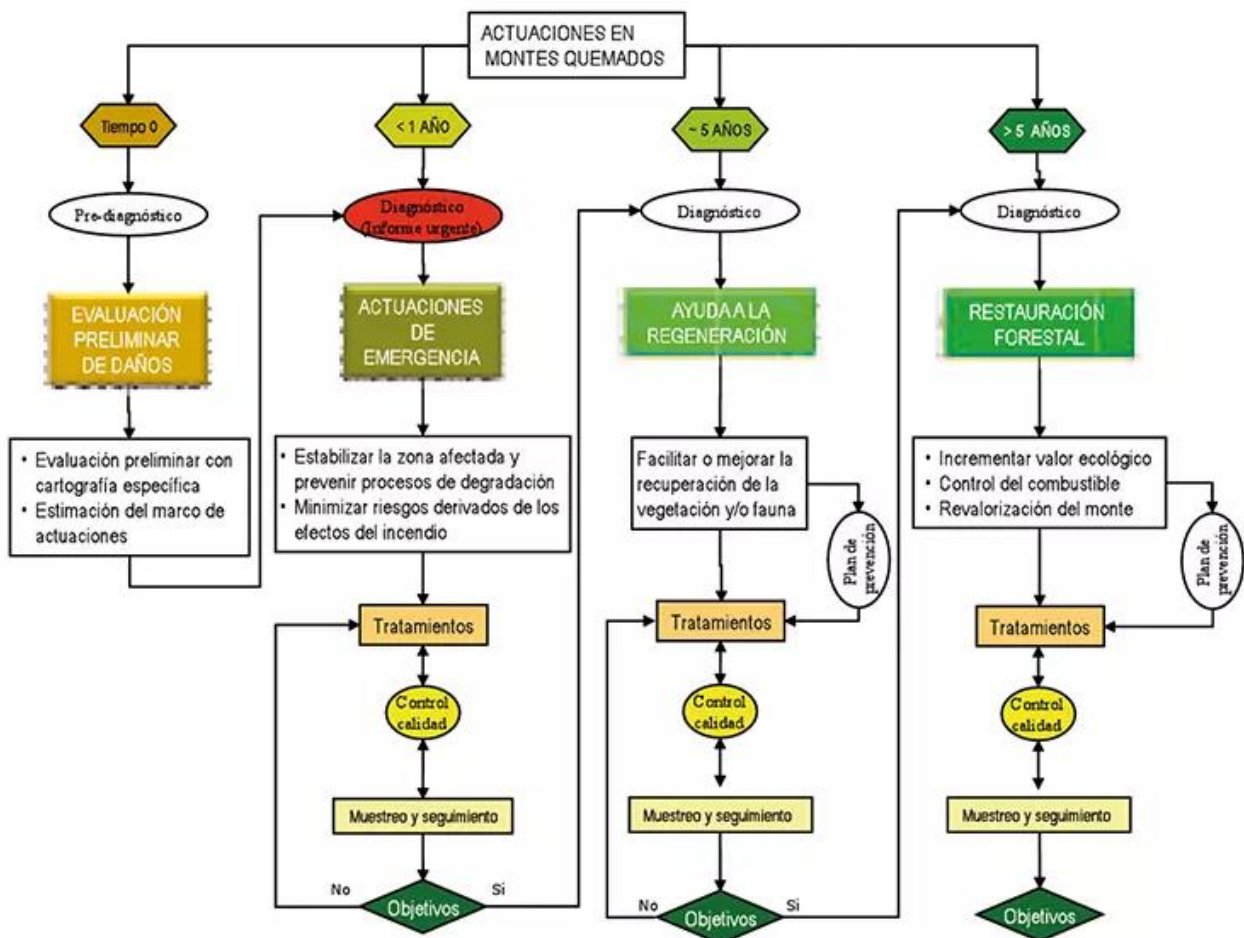 ACTUACIONES EN
MONTES QUEMADOS
Tiempo 0
< 1 AÑO
~ 5 AÑOS
> 5 AÑOS
Pre-diagnóstico
Diagnóstico
(Informe urgente)
Diagnóstico
Diagnóstico
EVALUACIÓN
PRELIMINAR
DE DAÑOS
ACTUACIONES
DE
EMERGENCIA
AYUDA A LA
REGENERACIÓN
RESTAURACIÓN
FORESTAL
• Evaluación preliminar con
cartografía específica
• Estimación del marco de
actuaciones
• Estabilizar la zona afectada y
prevenir procesos de degradación
• Minimizar riesgos derivados de los
efectos del incendio
Facilitar o mejorar la
recuperación de la
vegetación y/o fauna
Plan de
prevención
• Incrementar valor ecológico
• Control del combustible
• Revalorización del monte
Plan de
prevención
Tratamientos
Tratamientos
Tratamientos
Control
calidad
Control
calidad
Control
calidad
Muestreo y seguimiento
Muestreo y seguimiento
Muestreo y seguimiento
No
Objetivos
Si
No
Objetivos
Si
Objetivos